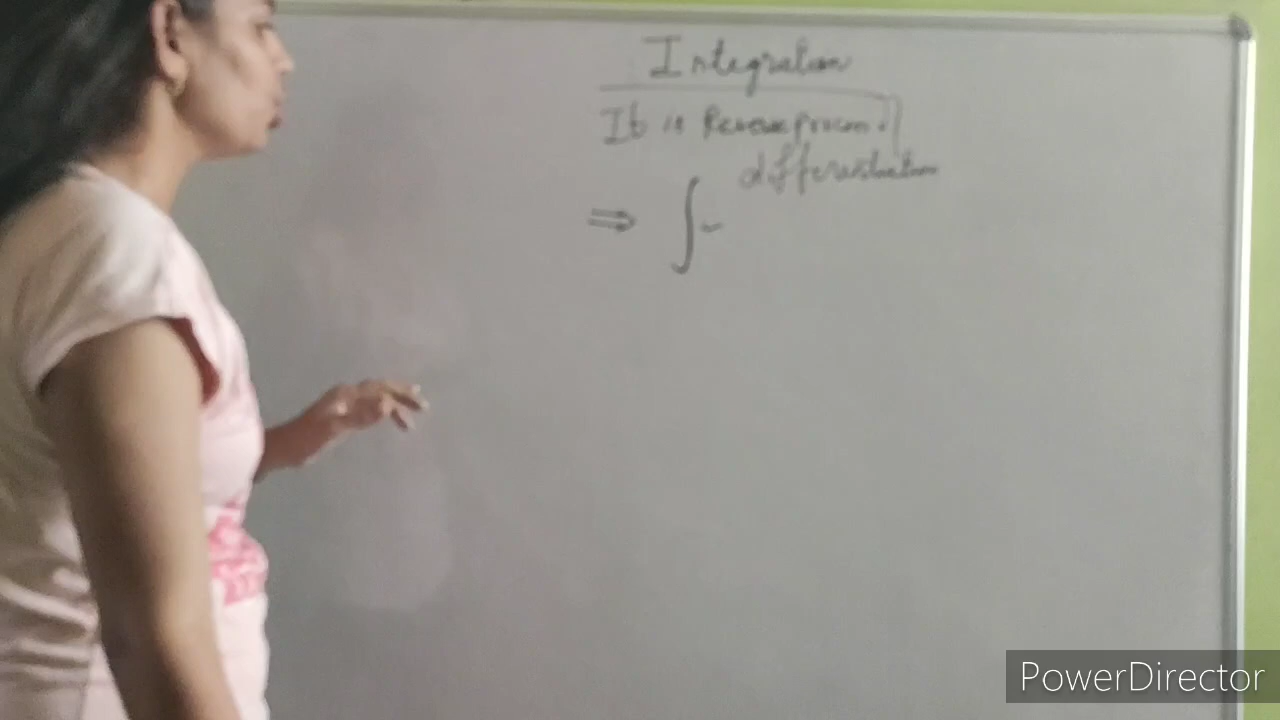 Integration
It is Reverse process of
differentiation
⇒ ∫
PowerDirector